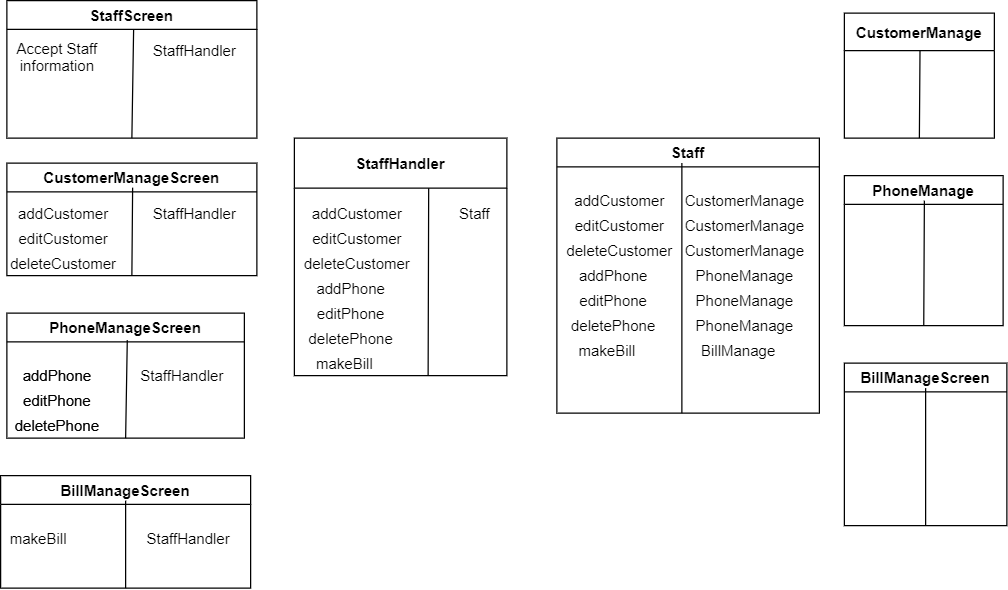 StaffScreen
Accept Staff
information
StaffHandler
CustomerManageScreen
addCustomer
StaffHandler
editCustomer
deleteCustomer
PhoneManageScreen
addPhone
StaffHandler
editPhone
deletePhone
BillManageScreen
makeBill
StaffHandler
StaffHandler
addCustomer
Staff
editCustomer
deleteCustomer
addPhone
editPhone
deletePhone
makeBill
Staff
addCustomer CustomerManage
editCustomer CustomerManage
deleteCustomer CustomerManage
addPhone PhoneManage
editPhone PhoneManage
deletePhone PhoneManage
makeBill BillManage
CustomerManage
PhoneManage
BillManageScreen